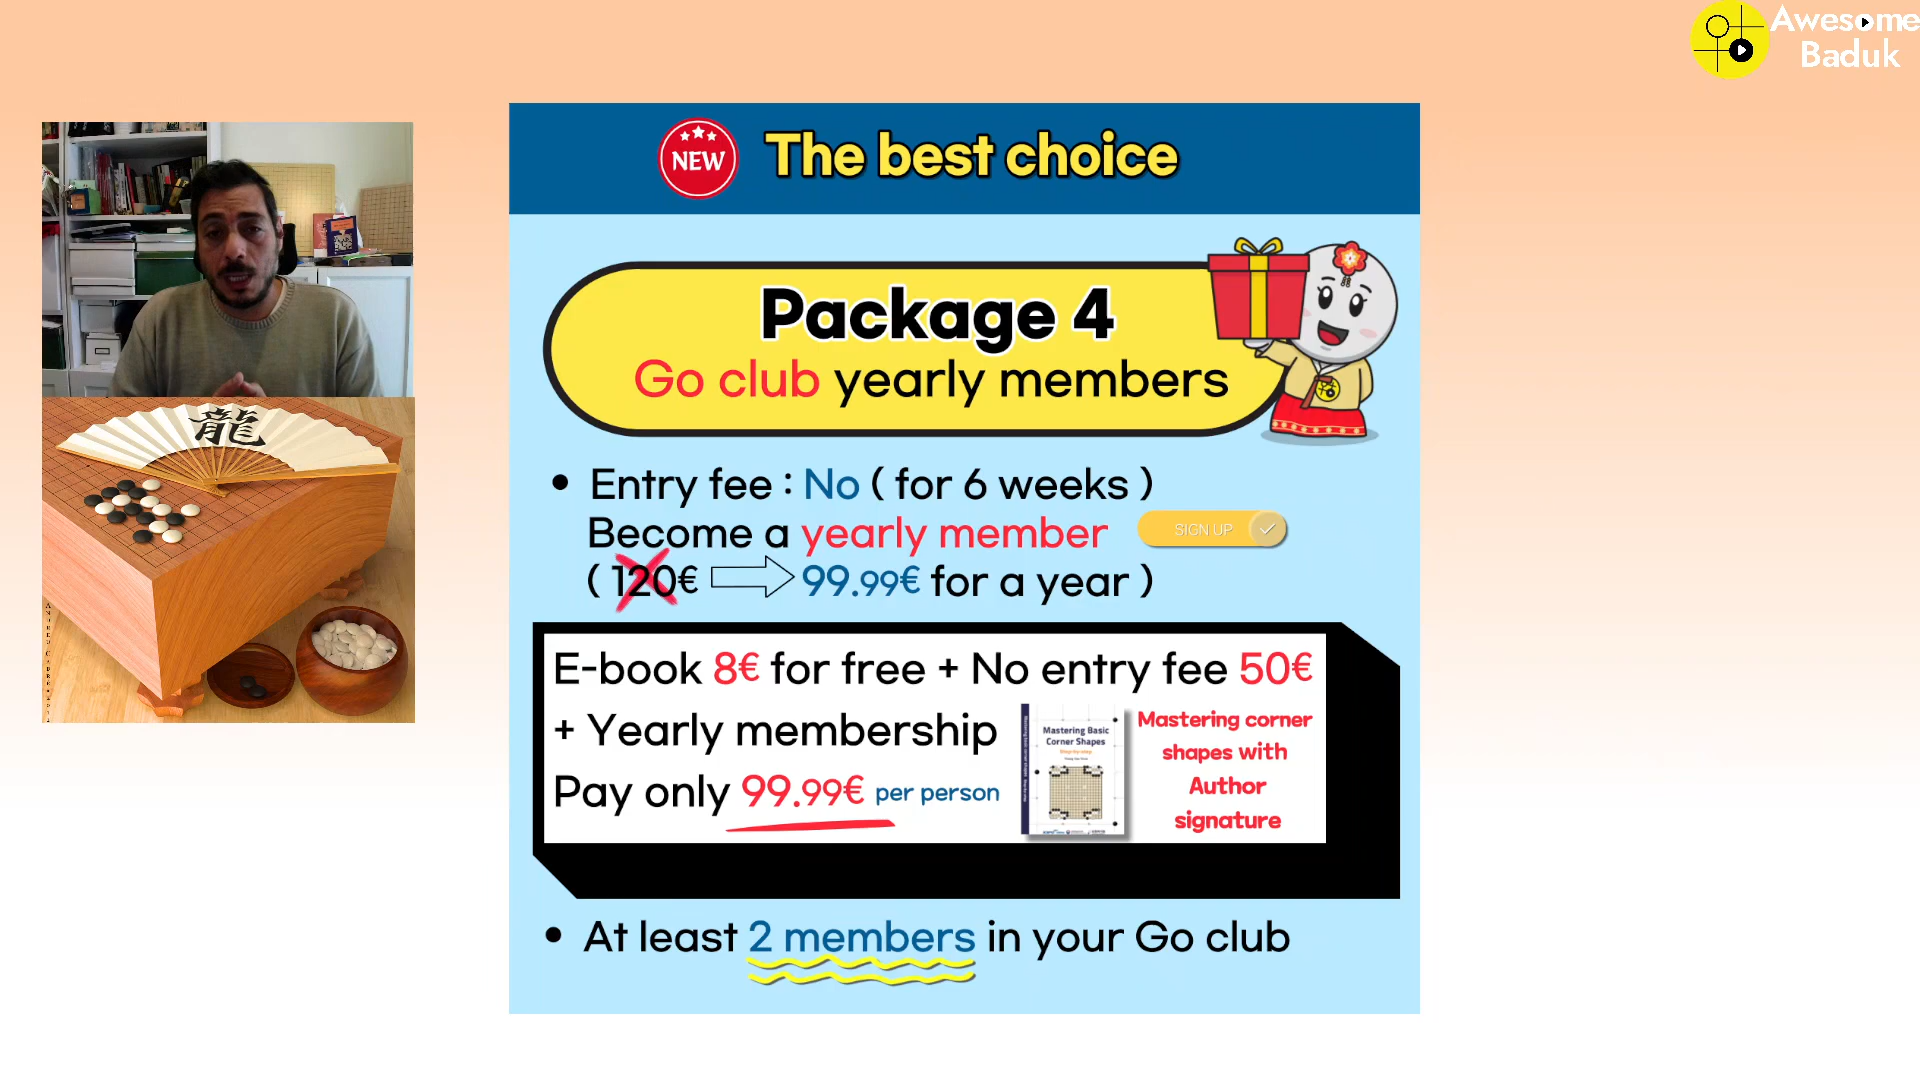 Awesome
Baduk
NEW
The best choice
Package 4
Go club yearly members
• Entry fee : No ( for 6 weeks )
Become a yearly member
SIGN UP
( 120€ 99.99€ for a year )
E-book 8€ for free + No entry fee 50€
+ Yearly membership
Pay only 99.99€ per person
Mastering Basic
Corner Shapes
Step-by-step
Mastering corner
shapes with
Author
signature
• At least 2 members in your Go club
龍